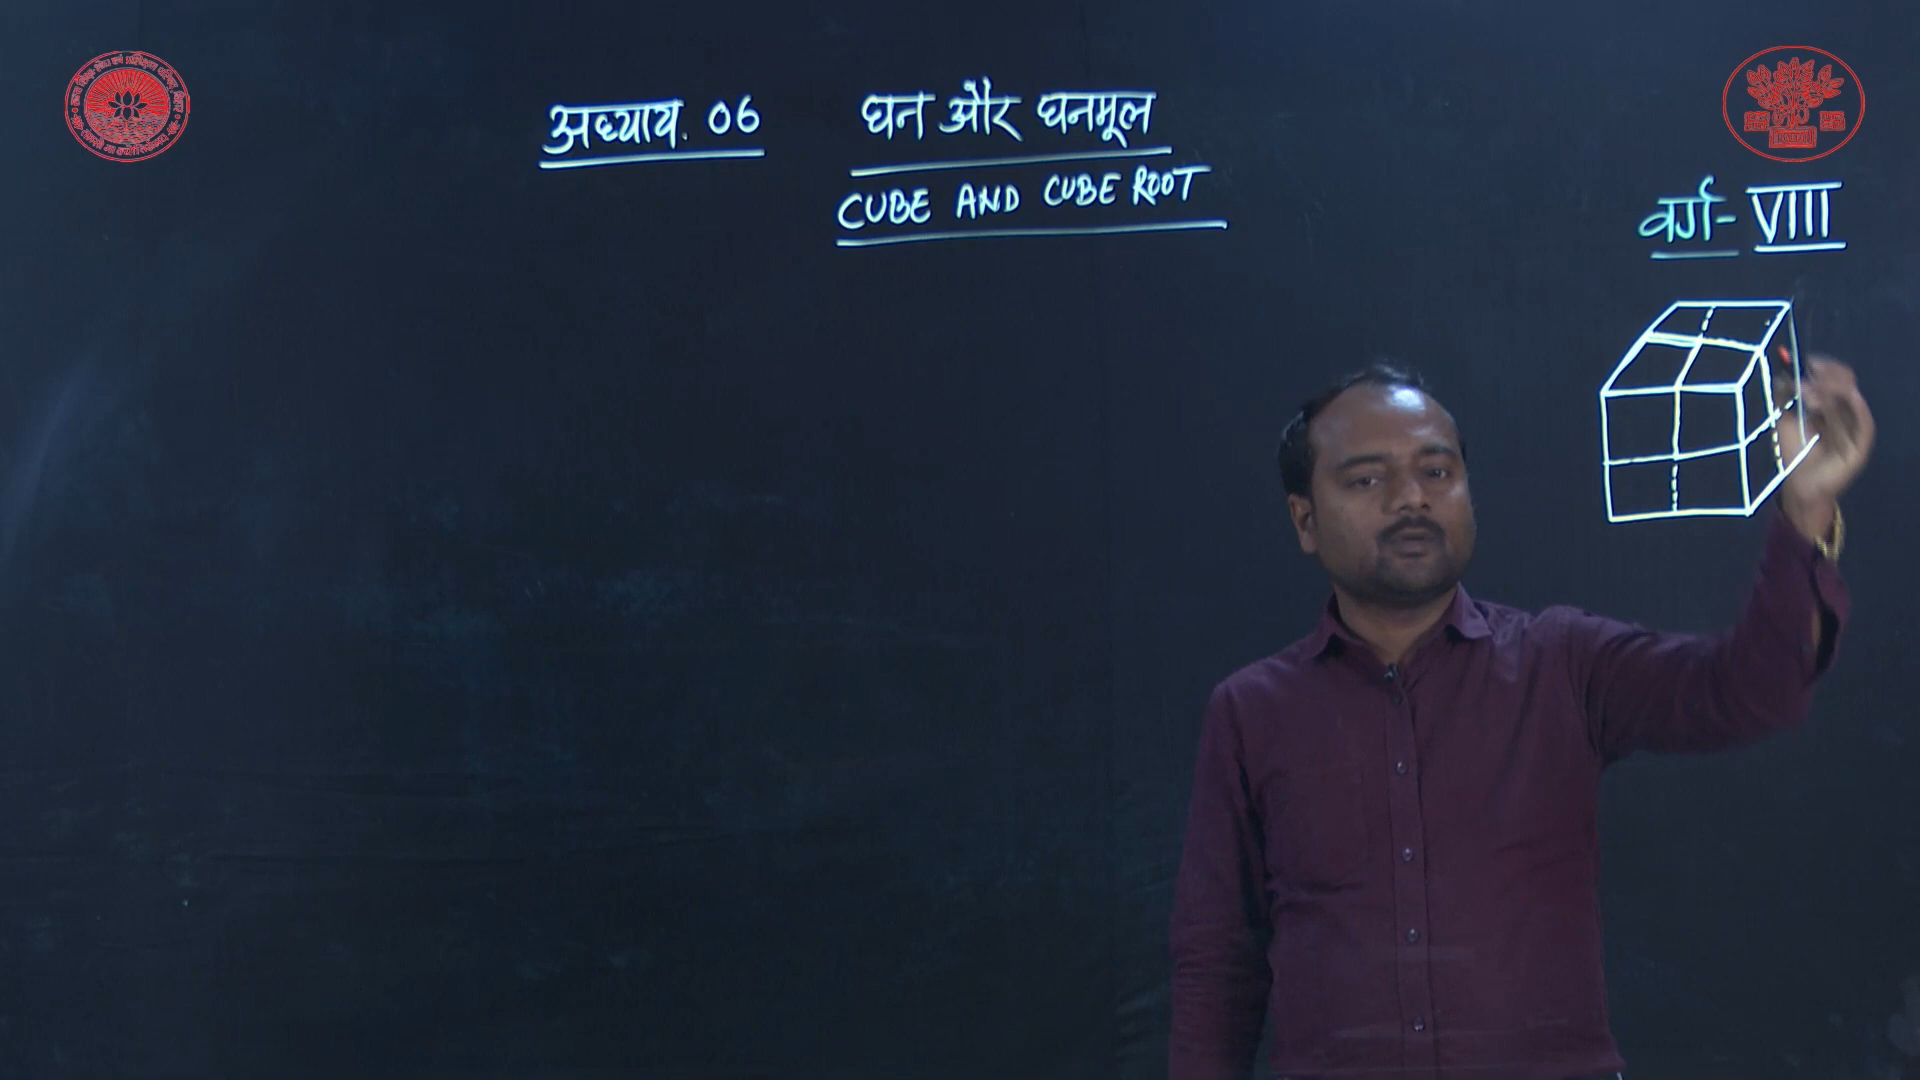 अध्याय. 06 घन और घनमूल
CUBE AND CUBE ROOT
वर्ग- VIII